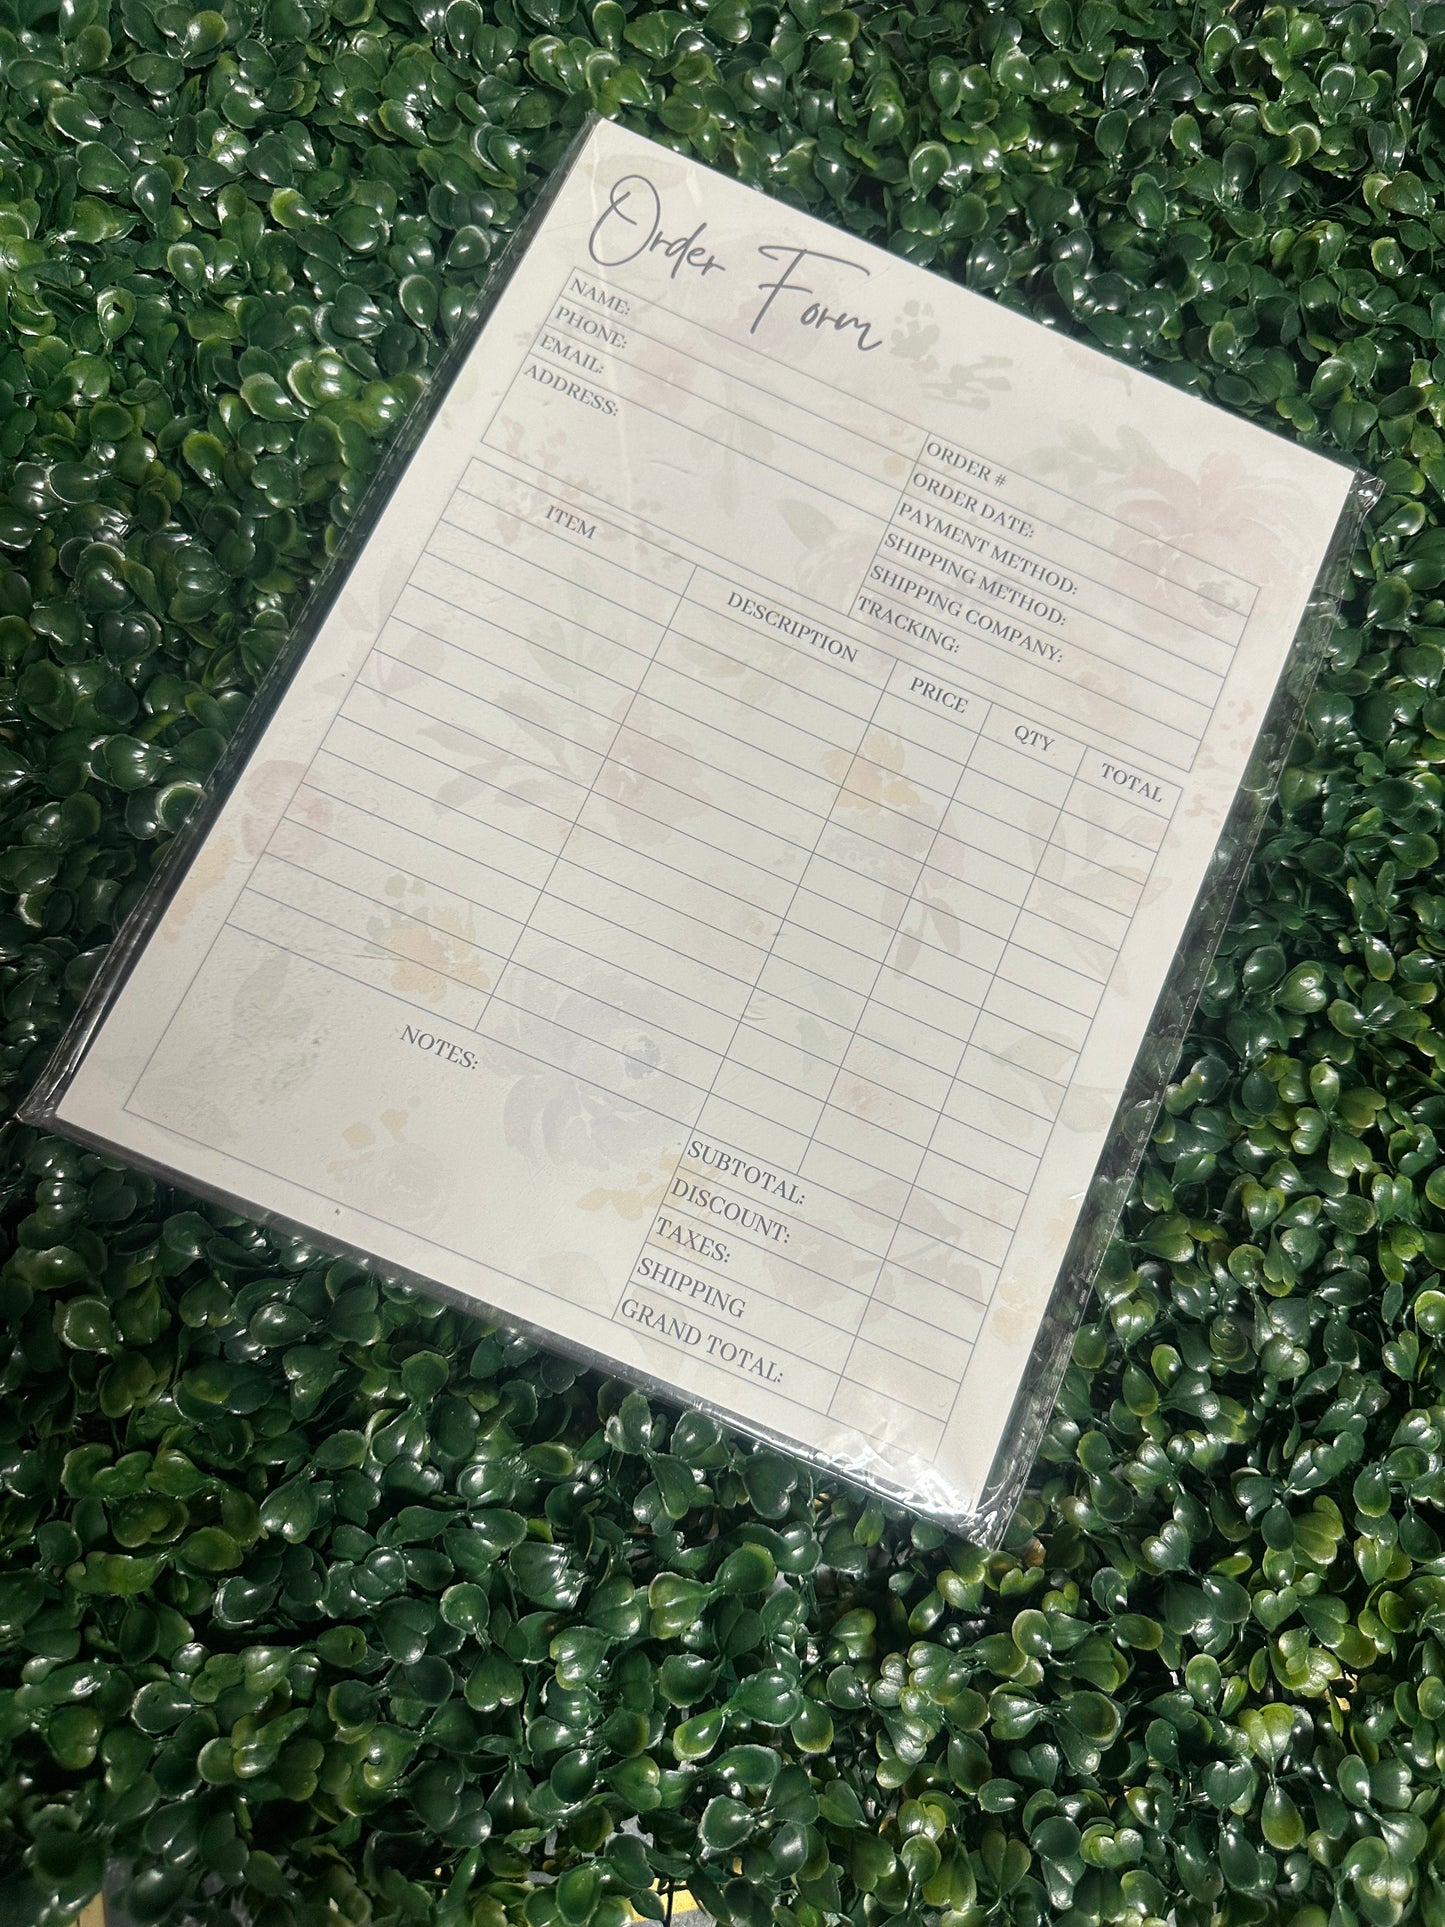 Order Form
NAME:
PHONE:
EMAIL:
ADDRESS:
ORDER #
ORDER DATE:
PAYMENT METHOD:
SHIPPING METHOD:
SHIPPING COMPANY:
TRACKING:
ITEM DESCRIPTION PRICE QTY TOTAL
NOTES:
SUBTOTAL:
DISCOUNT:
TAXES:
SHIPPING
GRAND TOTAL: